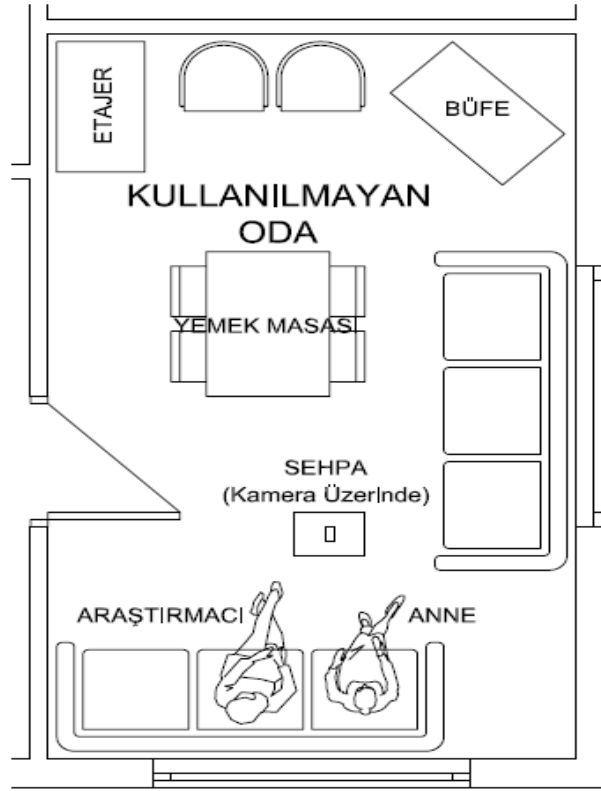 ETAJER
BÜFE
KULLANILMAYAN
ODA
YEMEK MASASI
SEHPA
(Kamera Üzerinde)
ARAŞTIRMACI
ANNE